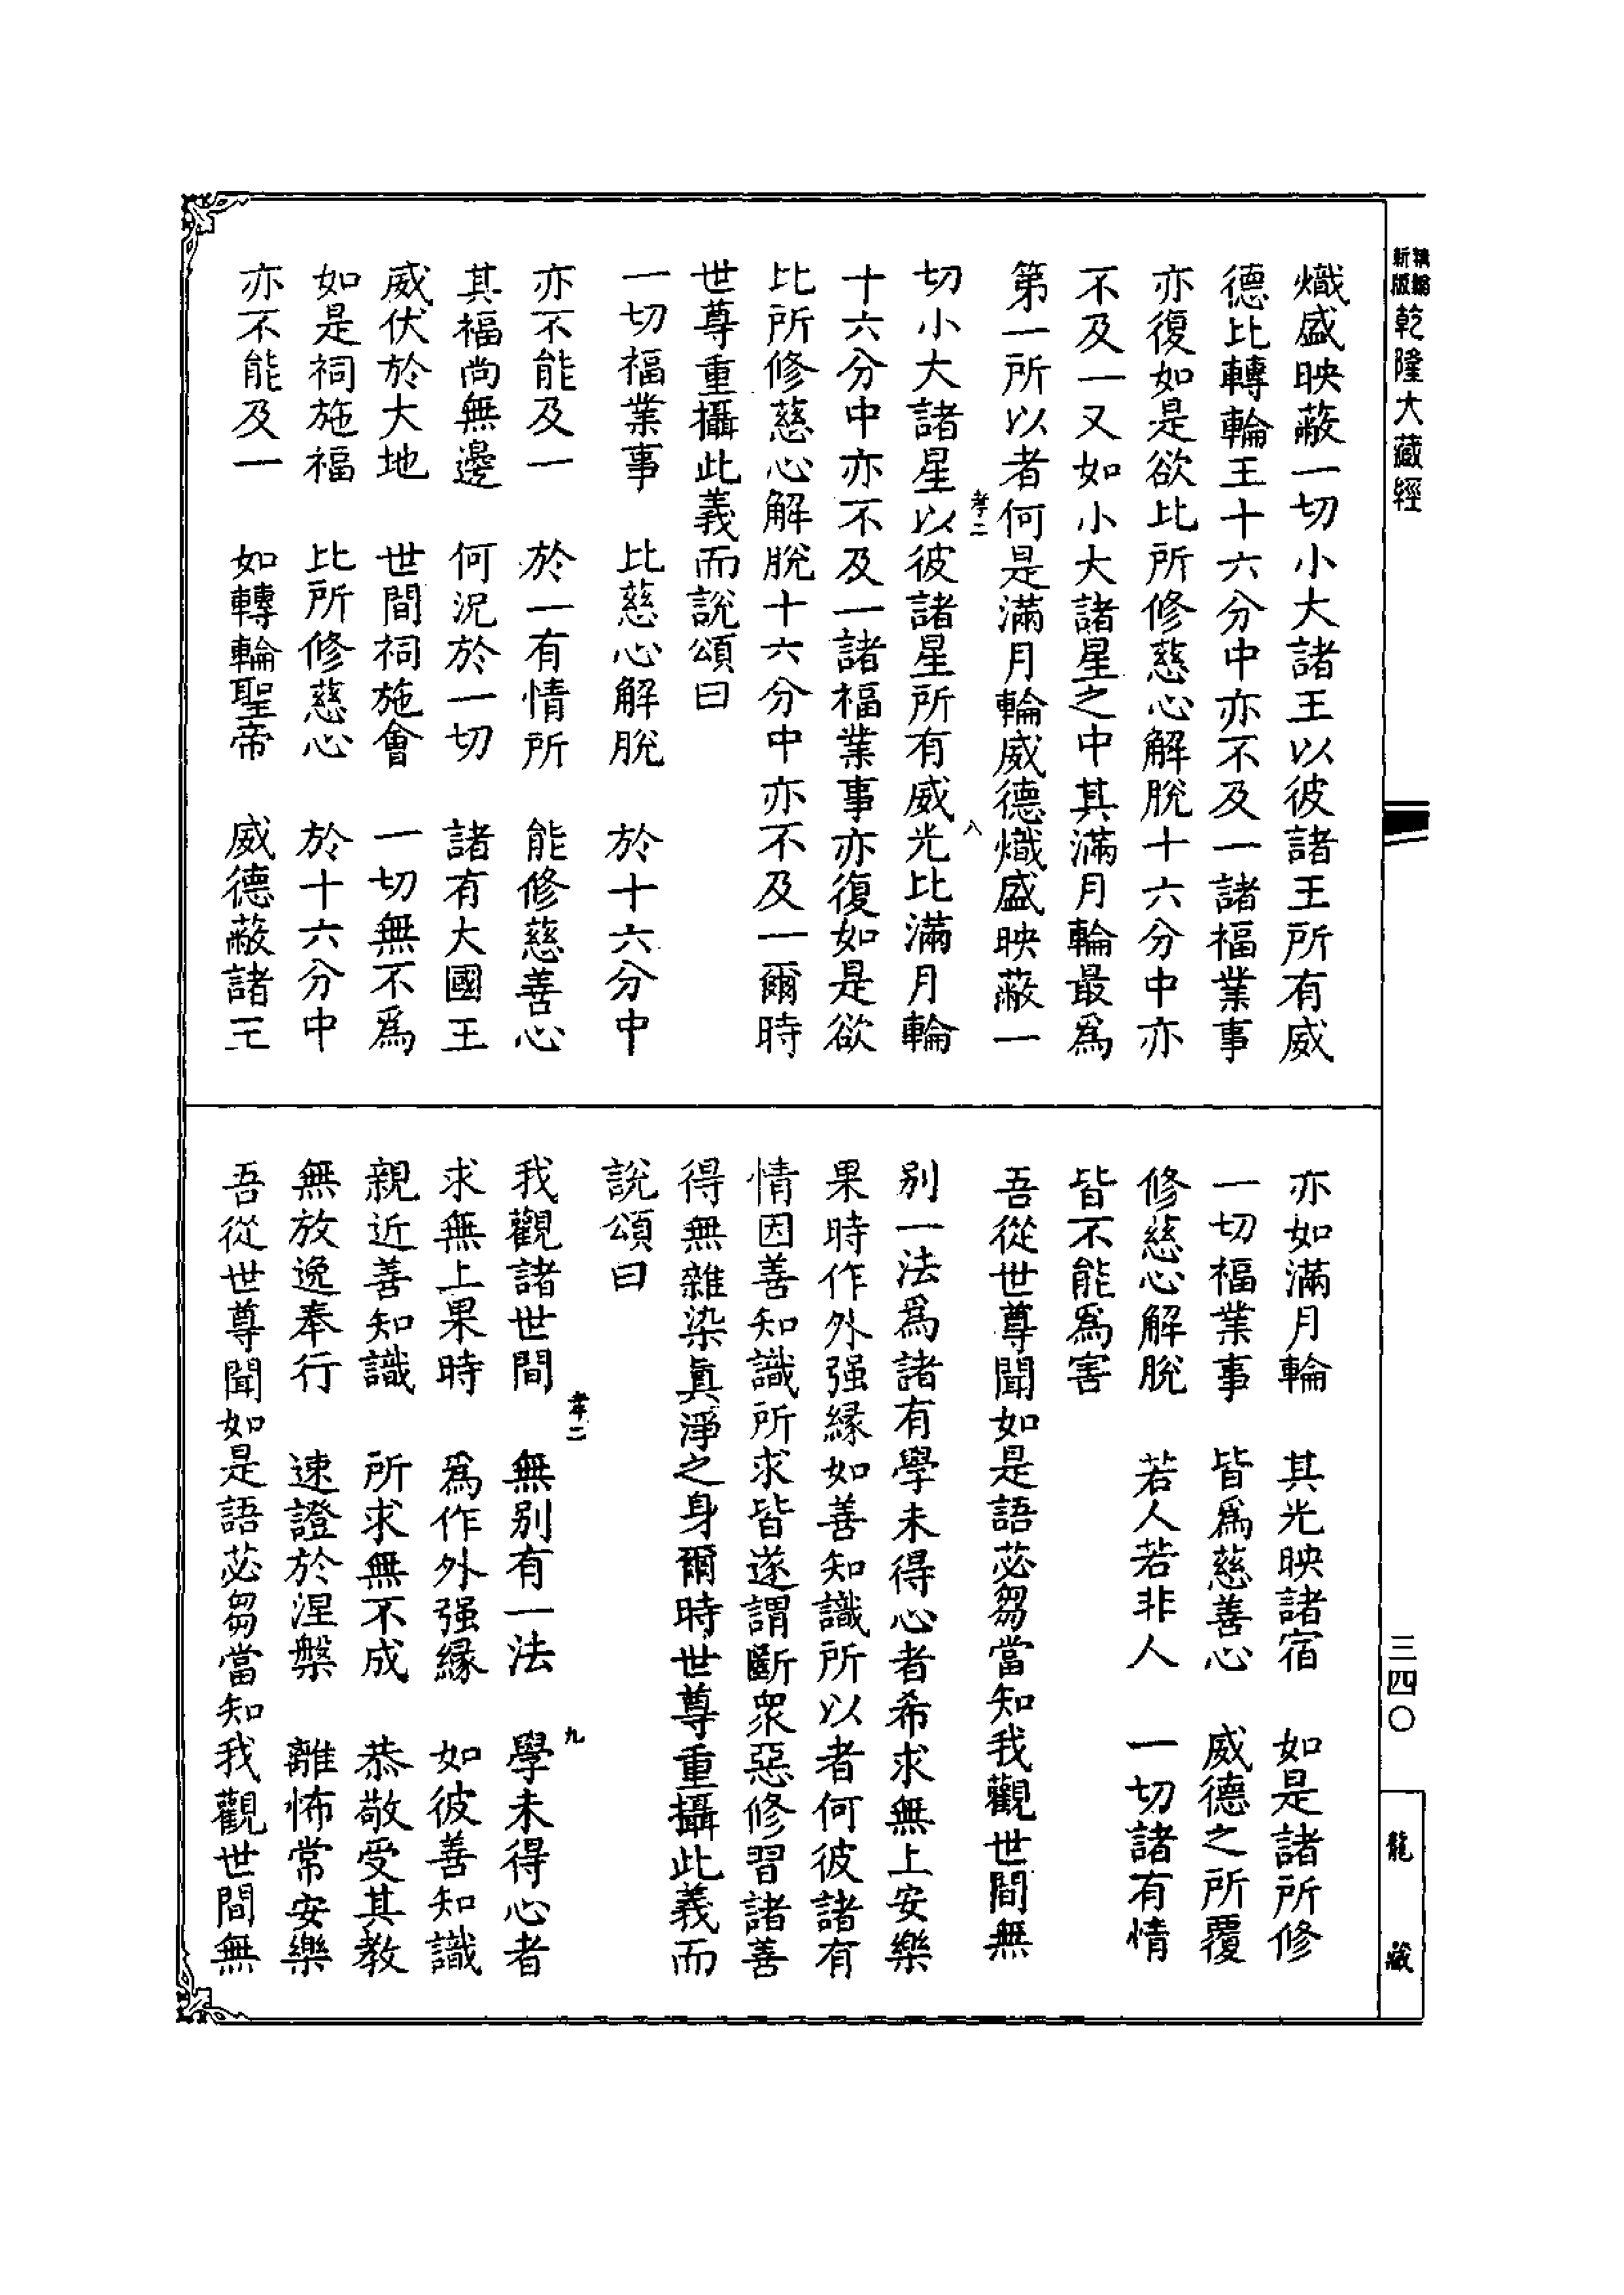 新版精縮乾隆大藏經
熾盛映蔽一切小大諸王以彼諸王所有威
德比轉輪王十六分中亦不及一諸福業事
亦復如是欲比所修慈心解脫十六分中亦
不及一又如小大諸星之中其滿月輪最爲
第一所以者何是滿月輪威德熾盛映蔽一
孝二
八
切小大諸星以彼諸星所有威光比滿月輪
十六分中亦不及一諸福業事亦復如是欲
比所修慈心解脫十六分中亦不及一爾時
世尊重攝此義而說頌曰
一切福業事 比慈心解脫 於十六分中
亦不能及一 於一有情所 能修慈善心
其福尚無邊 何況於一切 諸有大國王
威伏於大地 世間祠施會 一切無不爲
如是祠施福 比所修慈心 於十六分中
亦不能及一 如轉輪聖帝 威德蔽諸王
亦如滿月輪 其光映諸宿 如是諸所修
一切福業事 皆爲慈善心 威德之所覆
修慈心解脫 若人若非人 一切諸有情
皆不能爲害
吾從世尊聞如是語苾芻當知我觀世間無
別一法爲諸有學未得心者希求無上安樂
果時作外强緣如善知識所以者何彼諸有
情因善知識所求皆遂謂斷眾惡修習諸善
得無雜染眞淨之身爾時世尊重攝此義而
說頌曰
孝二
九
我觀諸世間 無別有一法 學未得心者
求無上果時 爲作外强緣 如彼善知識
親近善知識 所求無不成 恭敬受其教
無放逸奉行 速證於涅槃 離怖常安樂
吾從世尊聞如是語苾芻當知我觀世間無
三四〇
龍藏